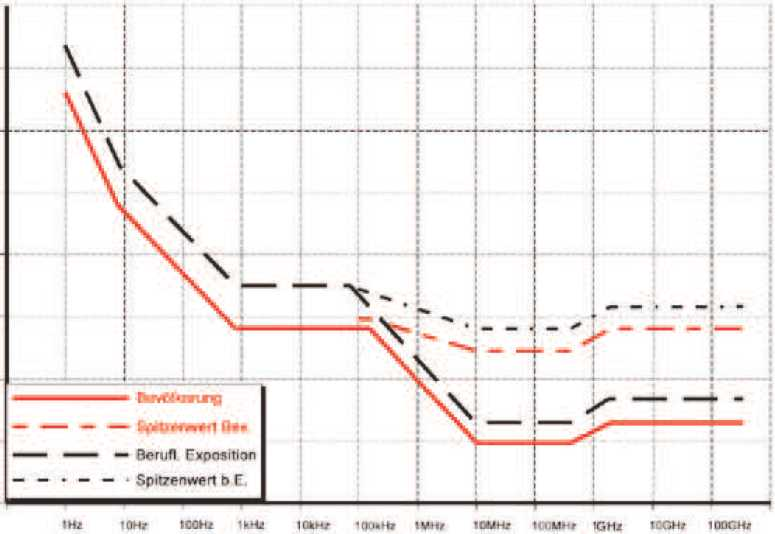 Bevölkerung
Spitzenwert Bev.
Berufl. Exposition
Spitzenwert b.E.
1Hz 10Hz 100Hz 1kHz 10kHz 100kHz 1MHz 10MHz 100MHz 1GHz 10GHz 100GHz